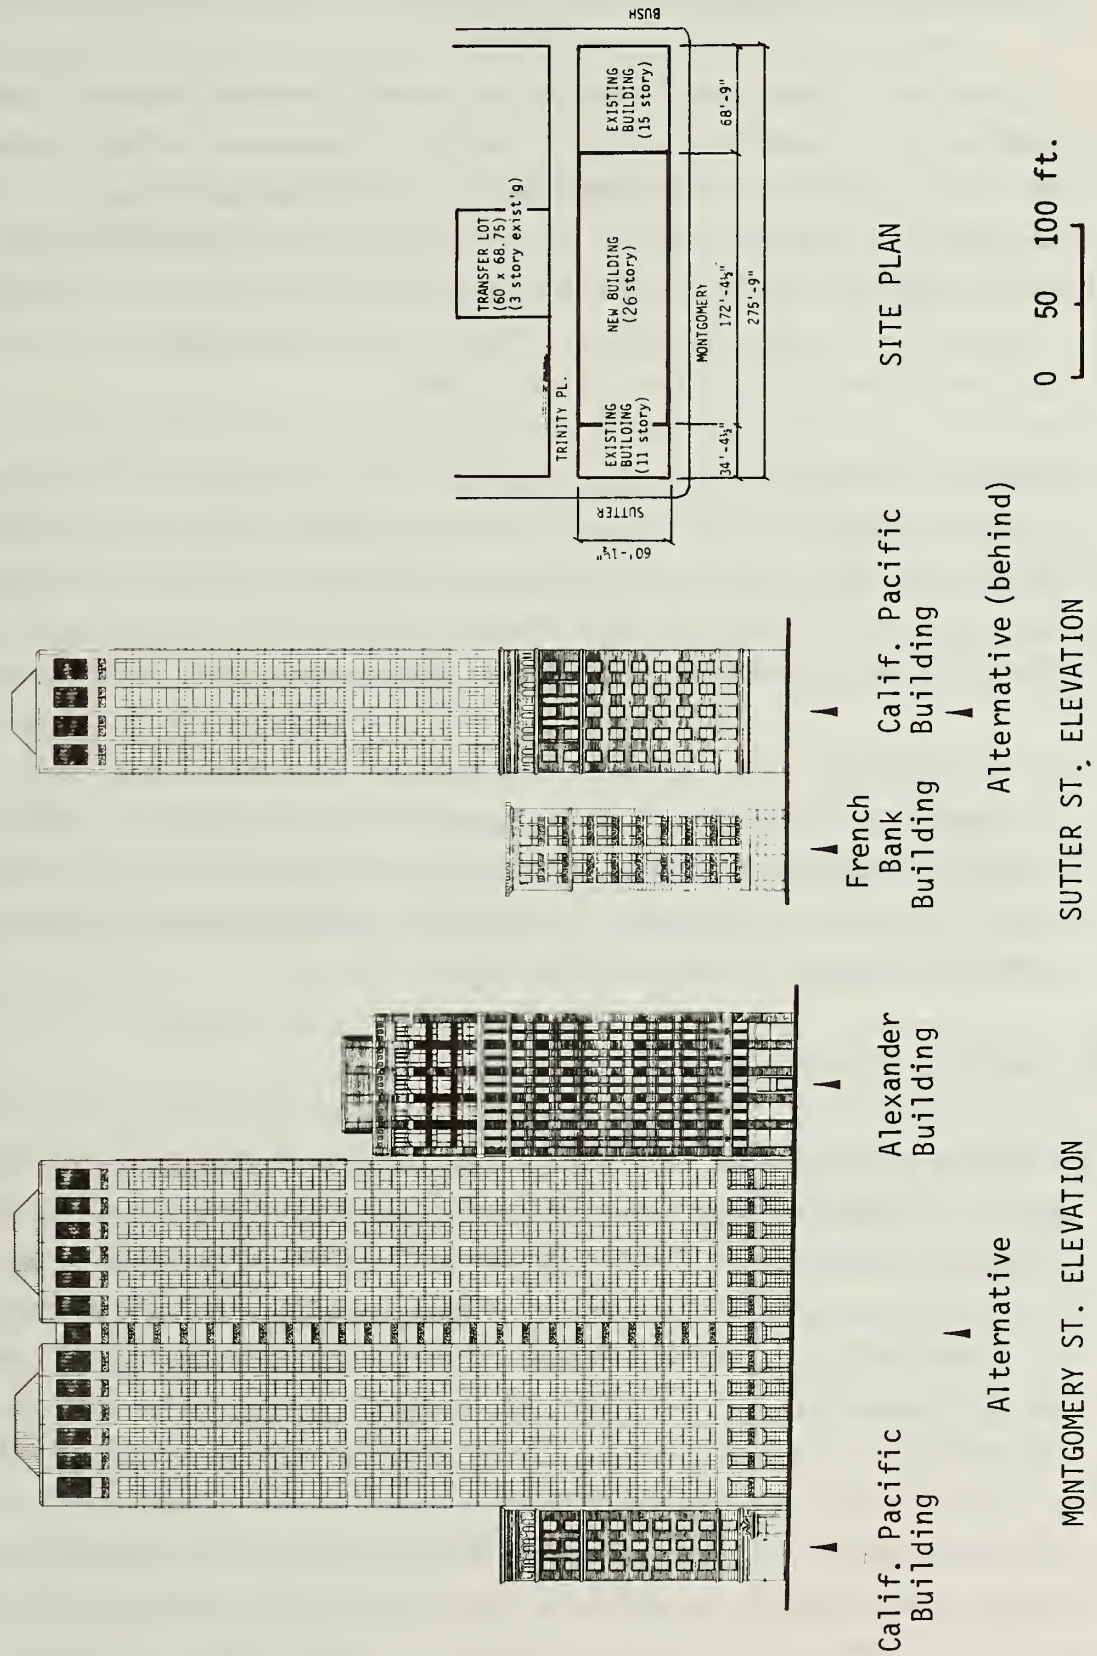 BUSH
TRANSFER LOT
(60 x 68.75)
(3 story exist'g)
TRINITY PL.
EXISTING
BUILDING
(11 story)
NEW BUILDING
(26 story)
EXISTING
BUILDING
(15 story)
SUTTER
60'-1½"
MONTGOMERY
34'-4½"
172'-4½"
68'-9"
275'-9"
SITE PLAN
0 50 100 ft.
French
Bank
Building
Calif. Pacific
Building
Alternative (behind)
SUTTER ST. ELEVATION
Calif. Pacific
Building
Alternative
Alexander
Building
MONTGOMERY ST. ELEVATION